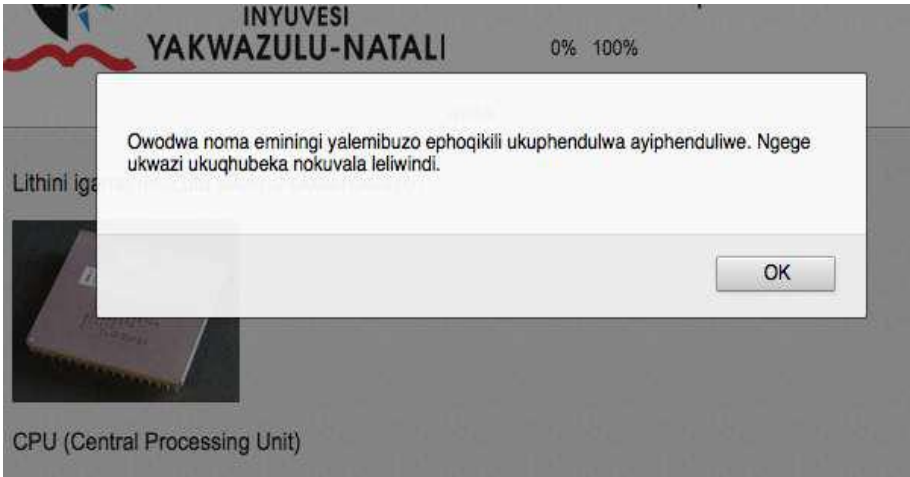 INYUVESI
YAKWAZULU-NATALI
0% 100%
Owodwa noma eminingi yalemibuzo ephoqikili ukuphendulwa ayiphenduliwe. Ngege
ukwazi ukuqhubeka nokuvala leliwindi.
OK
Lithini
CPU (Central Processing Unit)